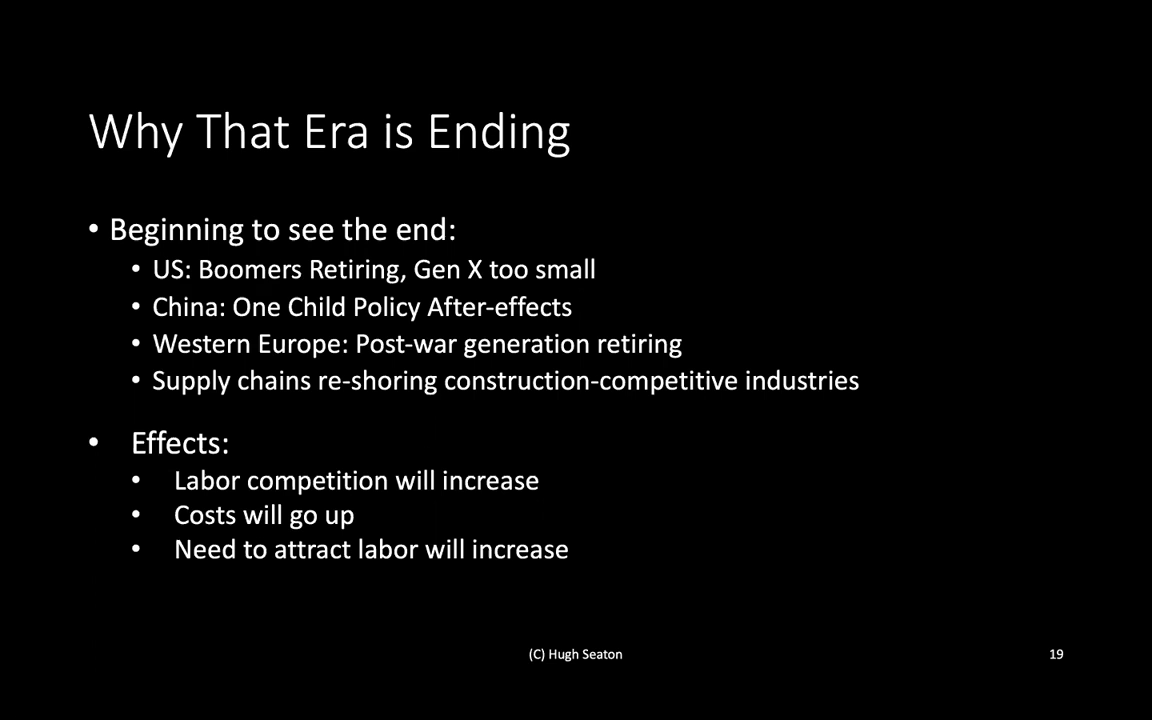 Why That Era is Ending
• Beginning to see the end:
• US: Boomers Retiring, Gen X too small
• China: One Child Policy After-effects
• Western Europe: Post-war generation retiring
• Supply chains re-shoring construction-competitive industries
• Effects:
• Labor competition will increase
• Costs will go up
• Need to attract labor will increase
(C) Hugh Seaton
19